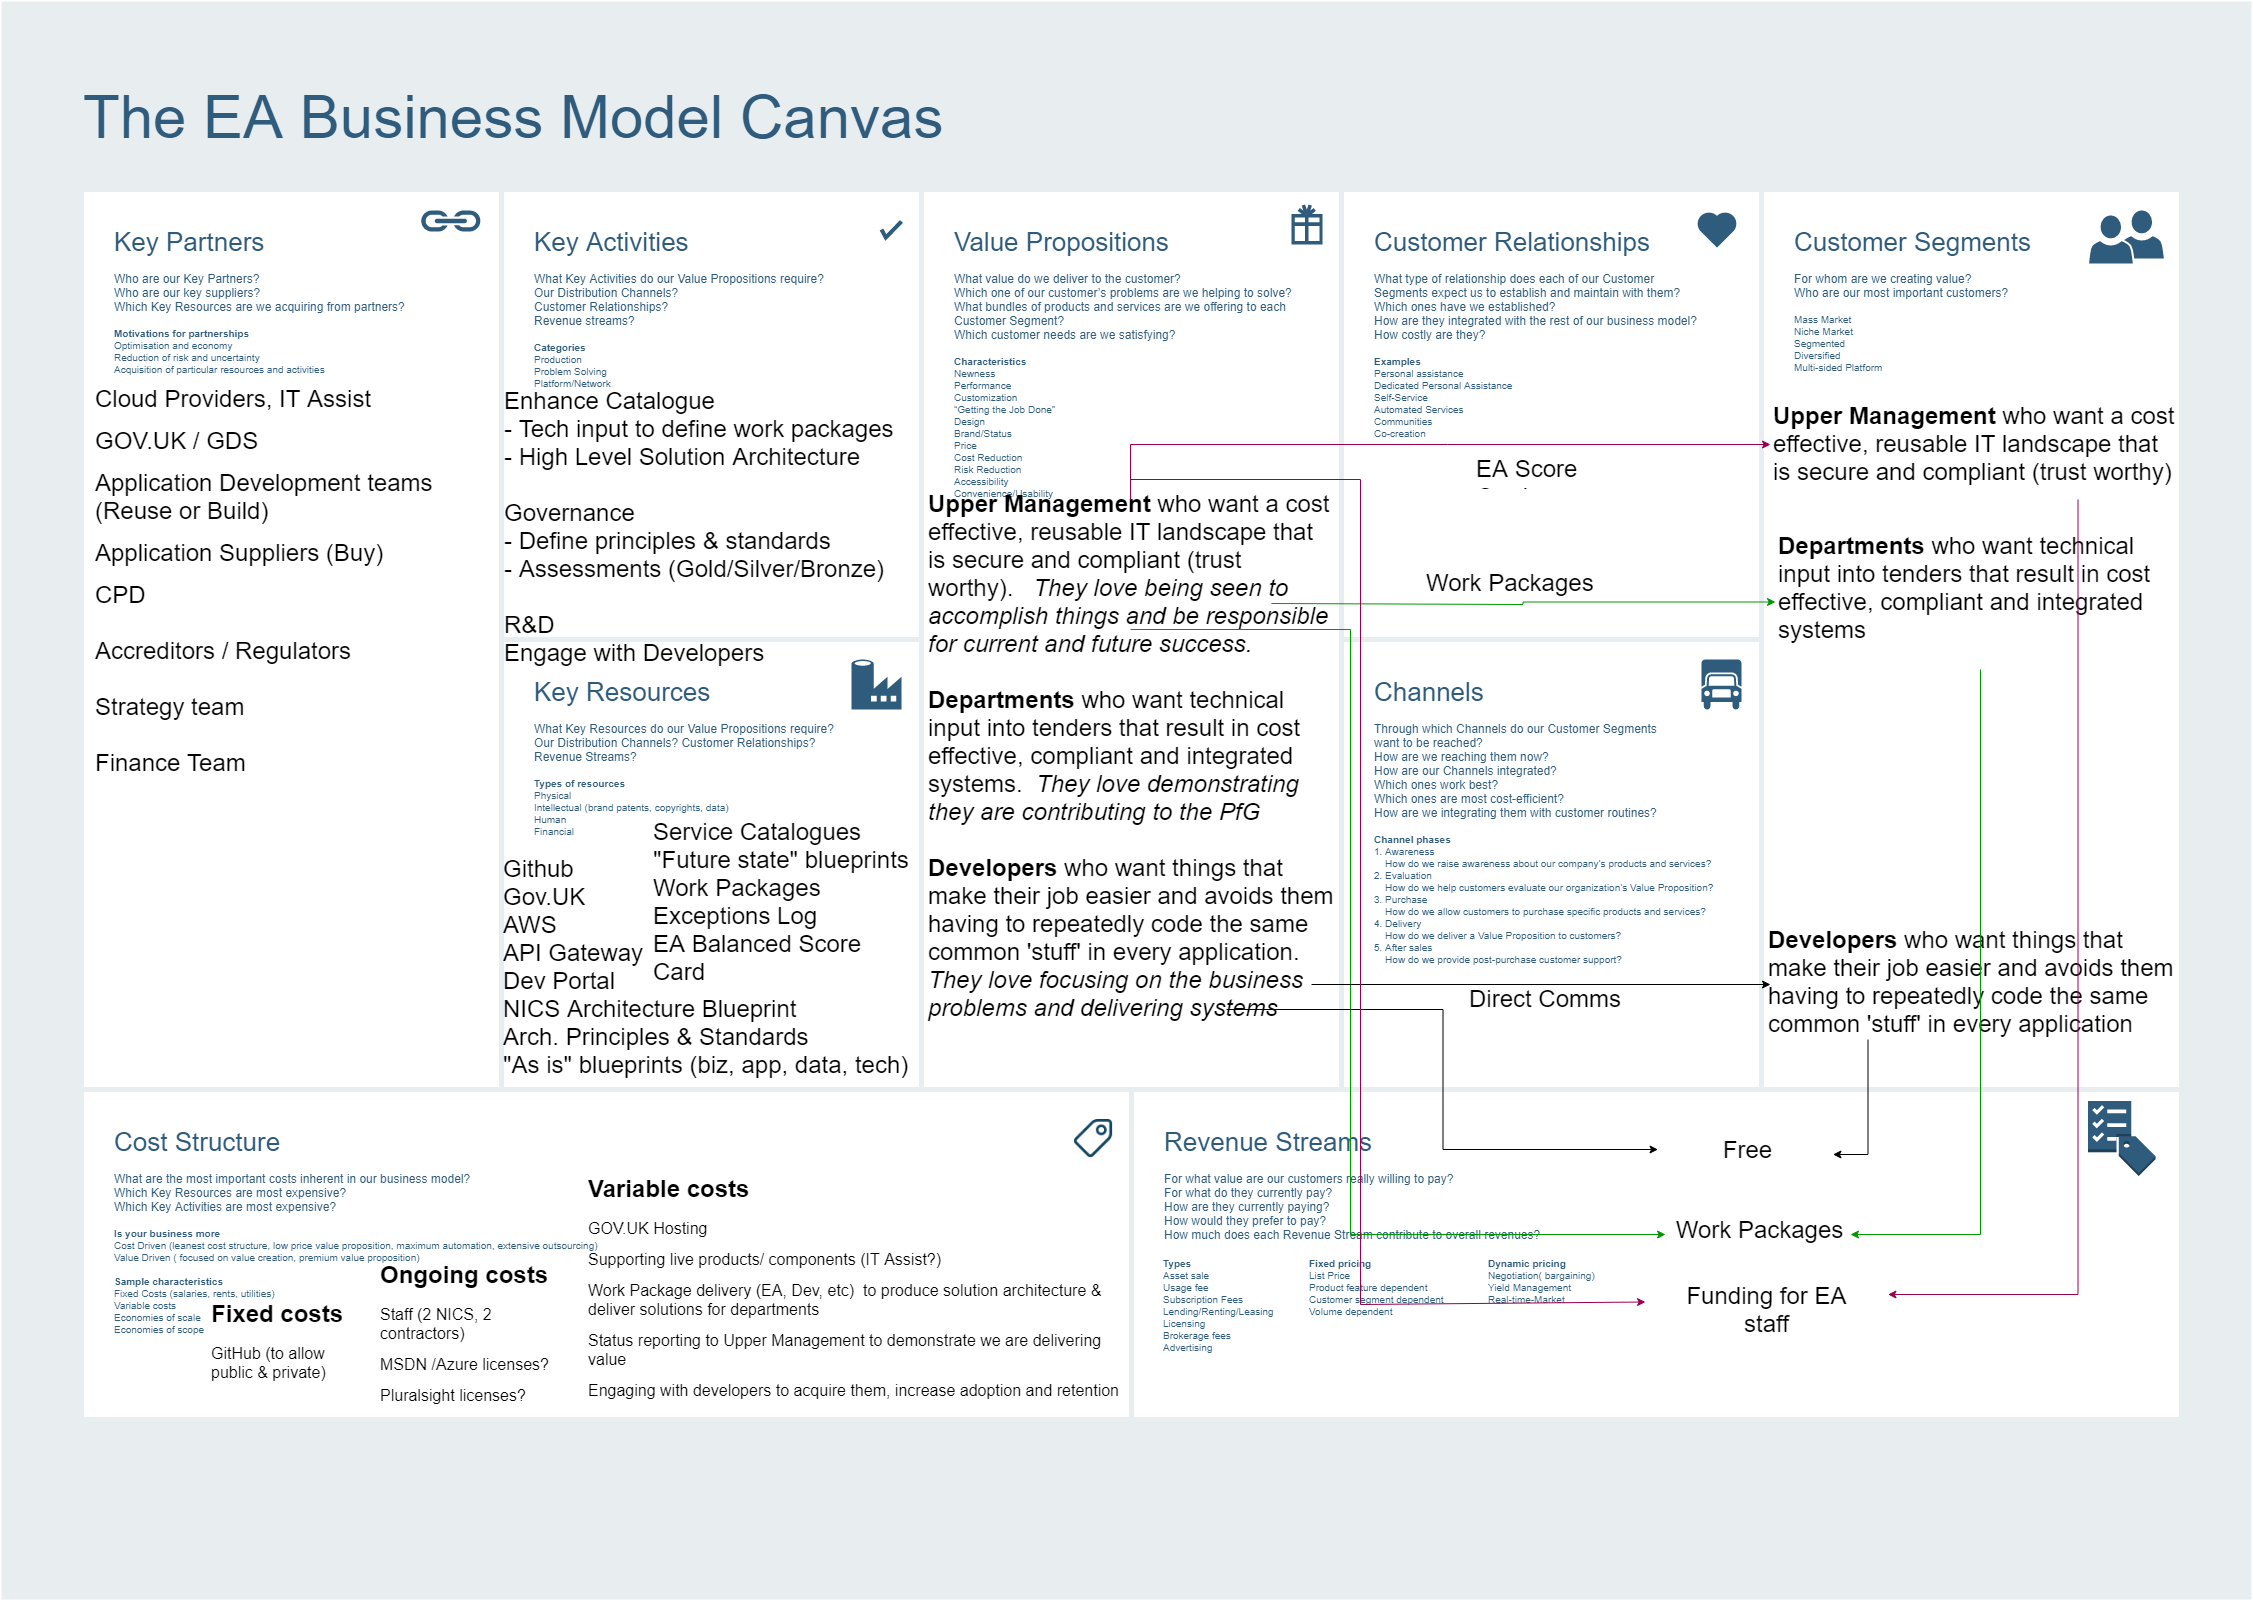 The EA Business Model Canvas
Key Partners
Who are our Key Partners?
Who are our key suppliers?
Which Key Resources are we acquiring from partners?
Motivations for partnerships
Optimisation and economy
Reduction of risk and uncertainty
Acquisition of particular resources and activities
Cloud Providers, IT Assist
GOV.UK / GDS
Application Development teams
(Reuse or Build)
Application Suppliers (Buy)
CPD
Accreditors / Regulators
Strategy team
Finance Team
Key Activities
What Key Activities do our Value Propositions require?
Our Distribution Channels?
Customer Relationships?
Revenue streams?
Categories
Production
Problem Solving
Platform/Network
Enhance Catalogue
- Tech input to define work packages
- High Level Solution Architecture
Governance
- Define principles & standards
- Assessments (Gold/Silver/Bronze)
R&D
Engage with Developers
Key Resources
What Key Resources do our Value Propositions require?
Our Distribution Channels? Customer Relationships?
Revenue Streams?
Types of resources
Physical
Intellectual (brand patents, copyrights, data)
Human
Financial
Service Catalogues
"Future state" blueprints
Work Packages
Exceptions Log
EA Balanced Score
Card
Github
Gov.UK
AWS
API Gateway
Dev Portal
NICS Architecture Blueprint
Arch. Principles & Standards
"As is" blueprints (biz, app, data, tech)
Value Propositions
What value do we deliver to the customer?
Which one of our customer's problems are we helping to solve?
What bundles of products and services are we offering to each
Customer Segment?
Which customer needs are we satisfying?
Characteristics
Newness
Performance
Customization
"Getting the Job Done"
Design
Brand/Status
Price
Cost Reduction
Risk Reduction
Accessibility
Convenience/Usability
Upper Management who want a cost
effective, reusable IT landscape that
is secure and compliant (trust
worthy). They love being seen to
accomplish things and be responsible
for current and future success.
Departments who want technical
input into tenders that result in cost
effective, compliant and integrated
systems. They love demonstrating
they are contributing to the PfG
Developers who want things that
make their job easier and avoids them
having to repeatedly code the same
common 'stuff' in every application.
They love focusing on the business
problems and delivering systems
Customer Relationships
What type of relationship does each of our Customer
Segments expect us to establish and maintain with them?
Which ones have we established?
How are they integrated with the rest of our business model?
How costly are they?
Examples
Personal assistance
Dedicated Personal Assistance
Self-Service
Automated Services
Communities
Co-creation
EA Score
Work Packages
Channels
Through which Channels do our Customer Segments
want to be reached?
How are we reaching them now?
How are our Channels integrated?
Which ones work best?
Which ones are most cost-efficient?
How are we integrating them with customer routines?
Channel phases
1. Awareness
How do we raise awareness about our company's products and services?
2. Evaluation
How do we help customers evaluate our organization's Value Proposition?
3. Purchase
How do we allow customers to purchase specific products and services?
4. Delivery
How do we deliver a Value Proposition to customers?
5. After sales
How do we provide post-purchase customer support?
Direct Comms
Customer Segments
For whom are we creating value?
Who are our most important customers?
Mass Market
Niche Market
Segmented
Diversified
Multi-sided Platform
Upper Management who want a cost
effective, reusable IT landscape that
is secure and compliant (trust worthy)
Departments who want technical
input into tenders that result in cost
effective, compliant and integrated
systems
Developers who want things that
make their job easier and avoids them
having to repeatedly code the same
common 'stuff' in every application
Cost Structure
What are the most important costs inherent in our business model?
Which Key Resources are most expensive?
Which Key Activities are most expensive?
Is your business more
Cost Driven (leanest cost structure, low price value proposition, maximum automation, extensive outsourcing)
Value Driven ( focused on value creation, premium value proposition)
Sample characteristics
Fixed Costs (salaries, rents, utilities)
Variable costs
Economies of scale
Economies of scope
Fixed costs
GitHub (to allow
public & private)
Ongoing costs
Staff (2 NICS, 2
contractors)
MSDN /Azure licenses?
Pluralsight licenses?
Variable costs
GOV.UK Hosting
Supporting live products/ components (IT Assist?)
Work Package delivery (EA, Dev, etc) to produce solution architecture &
deliver solutions for departments
Status reporting to Upper Management to demonstrate we are delivering
value
Engaging with developers to acquire them, increase adoption and retention
Revenue Streams
For what value are our customers really willing to pay?
For what do they currently pay?
How are they currently paying?
How would they prefer to pay?
How much does each Revenue Stream contribute to overall revenues?
Types
Asset sale
Usage fee
Subscription Fees
Lending/Renting/Leasing
Licensing
Brokerage fees
Advertising
Fixed pricing
List Price
Product feature dependent
Customer segment dependent
Volume dependent
Dynamic pricing
Negotiation( bargaining)
Yield Management
Real-time-Market
Free
Work Packages
Funding for EA
staff